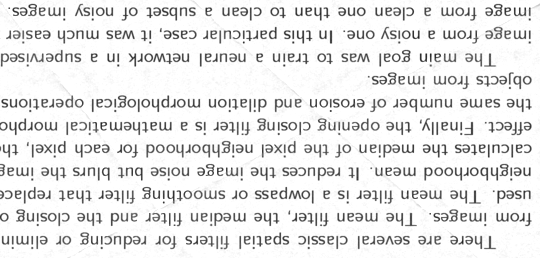 There are several classic spatial filters for reducing or elimin
from images. The mean filter, the median filter and the closing o
used. The mean filter is a lowpass or smoothing filter that replace
neighborhood mean. It reduces the image noise but blurs the imag
calculates the median of the pixel neighborhood for each pixel, th
effect. Finally, the opening closing filter is a mathematical morpho
the same number of erosion and dilation morphological operations
objects from images.
The main goal was to train a neural network in a supervised
image from a noisy one. In this particular case, it was much easier
image from a clean one than to clean a subset of noisy images.